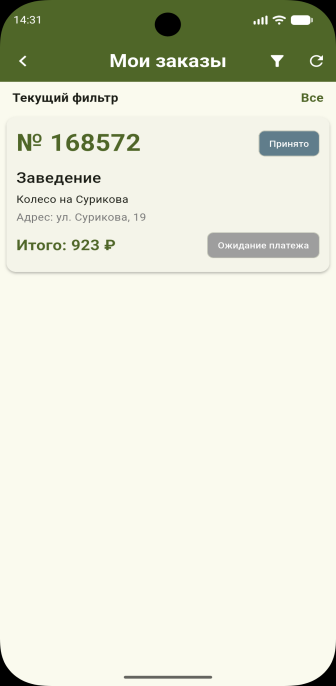 14:31
Мои заказы
Текущий фильтр Все
№ 168572 Принято
Заведение
Колесо на Сурикова
Адрес: ул. Сурикова, 19
Итого: 923 ₽ Ожидание платежа